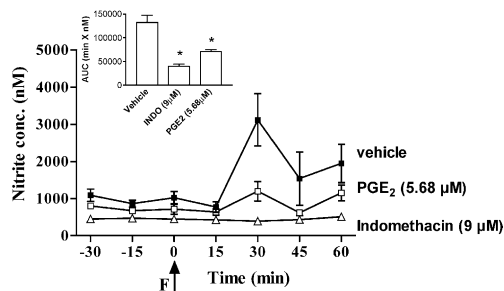 AUC (min X nM)
150000
100000
50000
0
*
*
Vehicle
INDO (9µM)
PGE2 (5.68µM)
Nitrite conc. (nM)
5000
4000
3000
2000
1000
0
vehicle
PGE₂ (5.68 µM)
Indomethacin (9 µM)
-30 -15 0 15 30 45 60
F
Time (min)